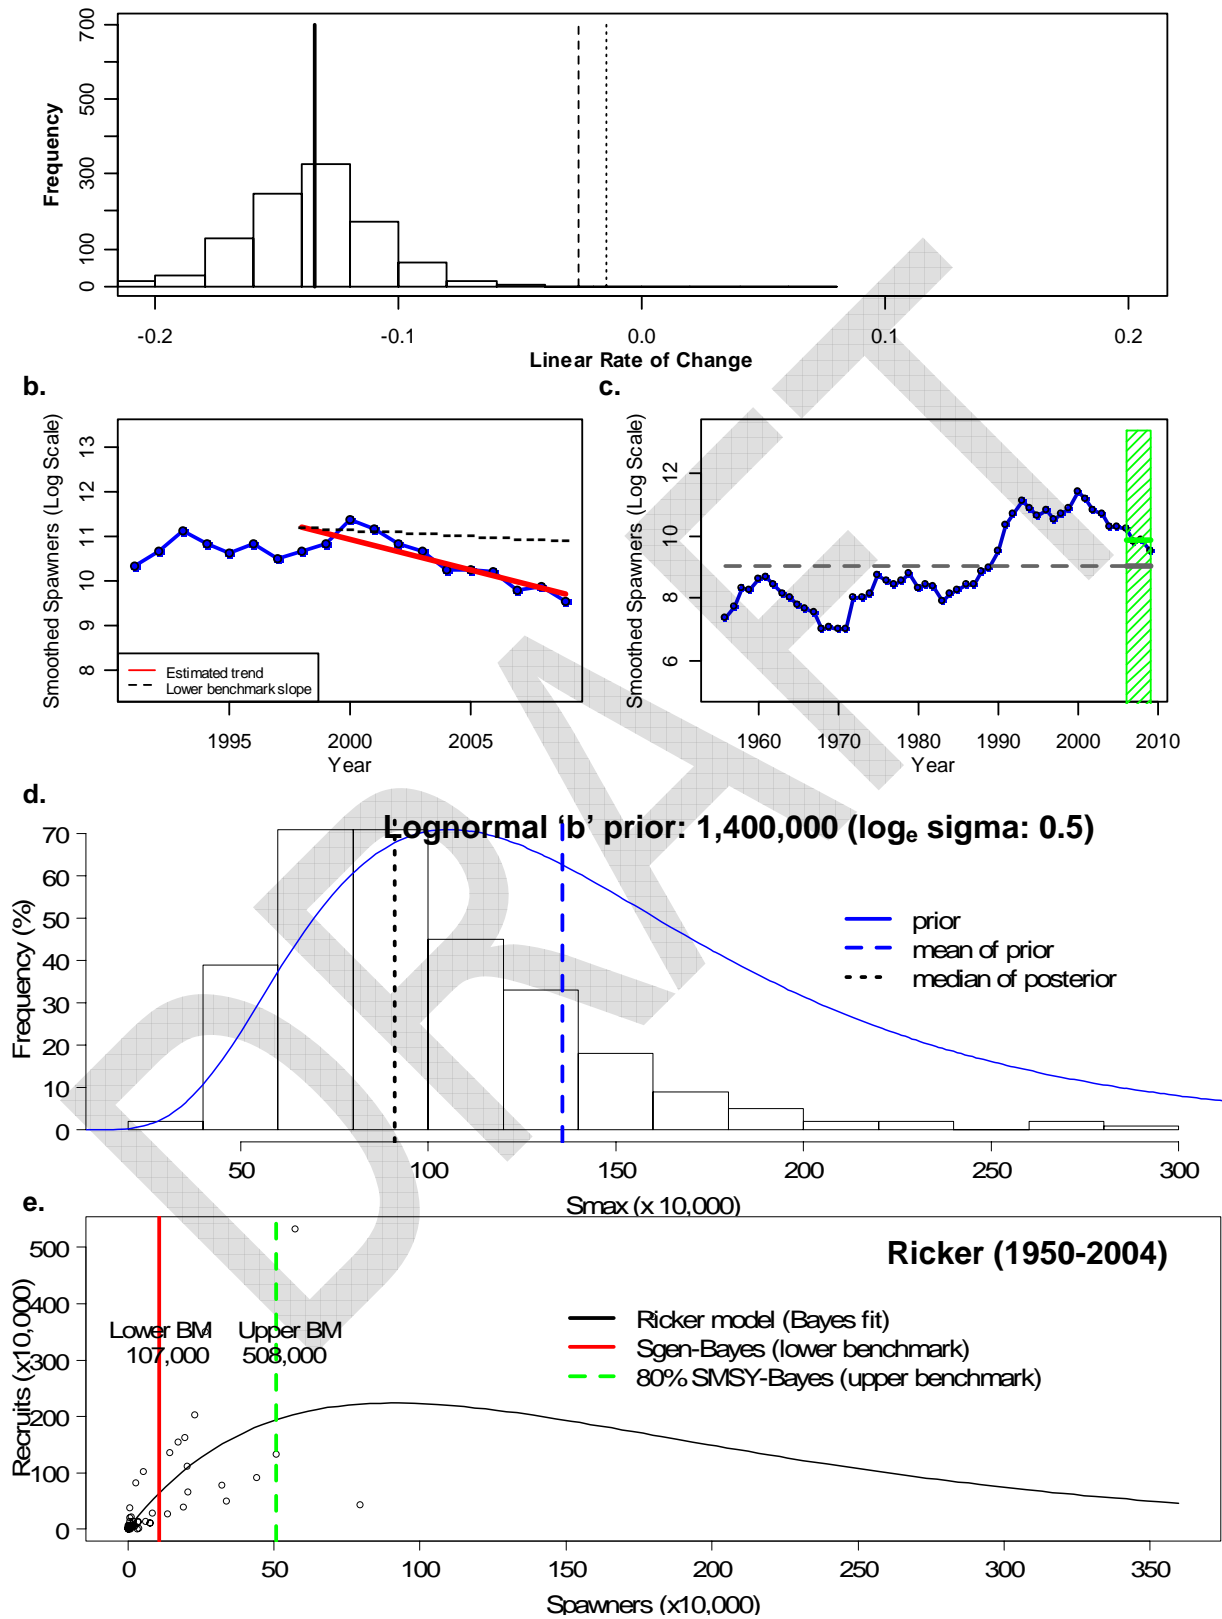 700
500
300
100
0
Frequency
-0.2
-0.1
0.0
0.1
0.2
Linear Rate of Change
b.
c.
Smoothed Spawners (Log Scale)
13
12
11
10
9
8
Estimated trend
Lower benchmark slope
1995
2000
2005
Year
Smoothed Spawners (Log Scale)
12
10
8
6
1960
1970
1980
1990
2000
2010
Year
d.
Lognormal 'b' prior: 1,400,000 (logₑ sigma: 0.5)
Frequency (%)
70
60
50
40
30
20
10
0
prior
mean of prior
median of posterior
50
100
150
200
250
300
Smax (x 10,000)
e.
Ricker (1950-2004)
Recruits (x10,000)
500
400
300
200
100
0
Lower BM
107,000
Upper BM
508,000
Ricker model (Bayes fit)
Sgen-Bayes (lower benchmark)
80% SMSY-Bayes (upper benchmark)
0
50
100
150
200
250
300
350
Spawners (x10,000)
DRAFT